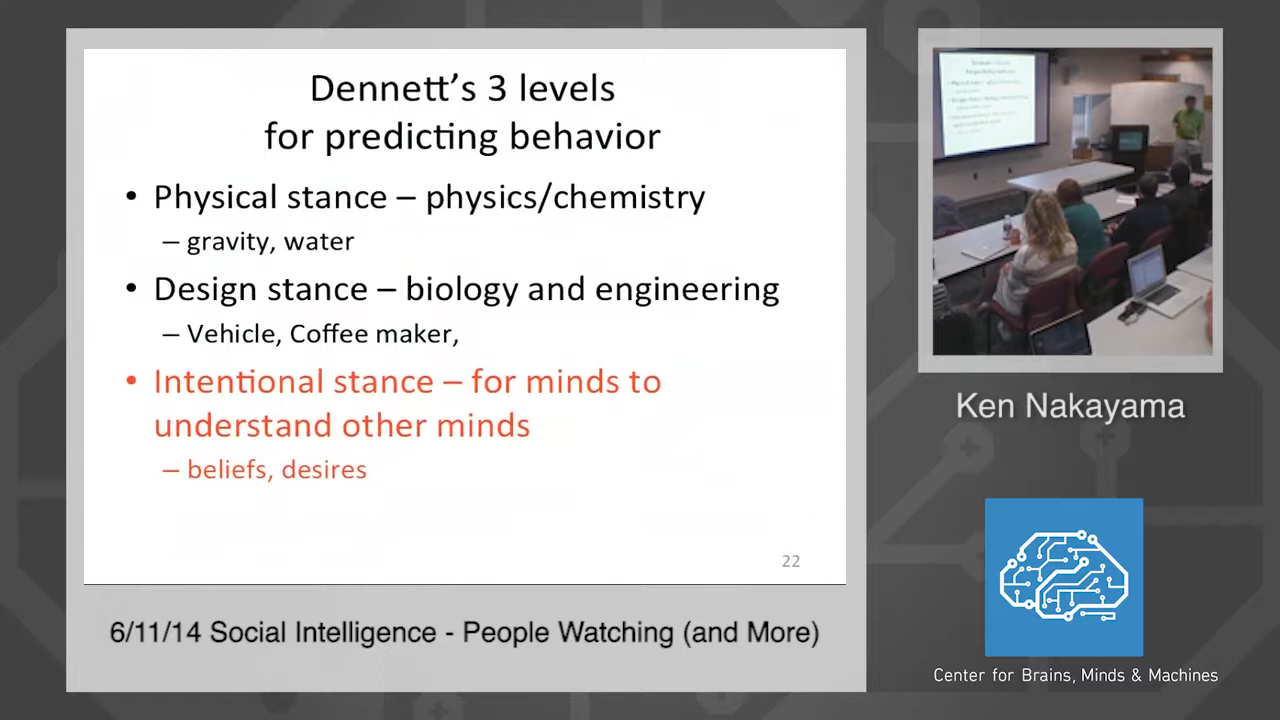 Dennett's 3 levels
for predicting behavior
• Physical stance – physics/chemistry
– gravity, water
• Design stance – biology and engineering
– Vehicle, Coffee maker,
• Intentional stance – for minds to
understand other minds
– beliefs, desires
22
6/11/14 Social Intelligence - People Watching (and More)
Ken Nakayama
Center for Brains, Minds & Machines